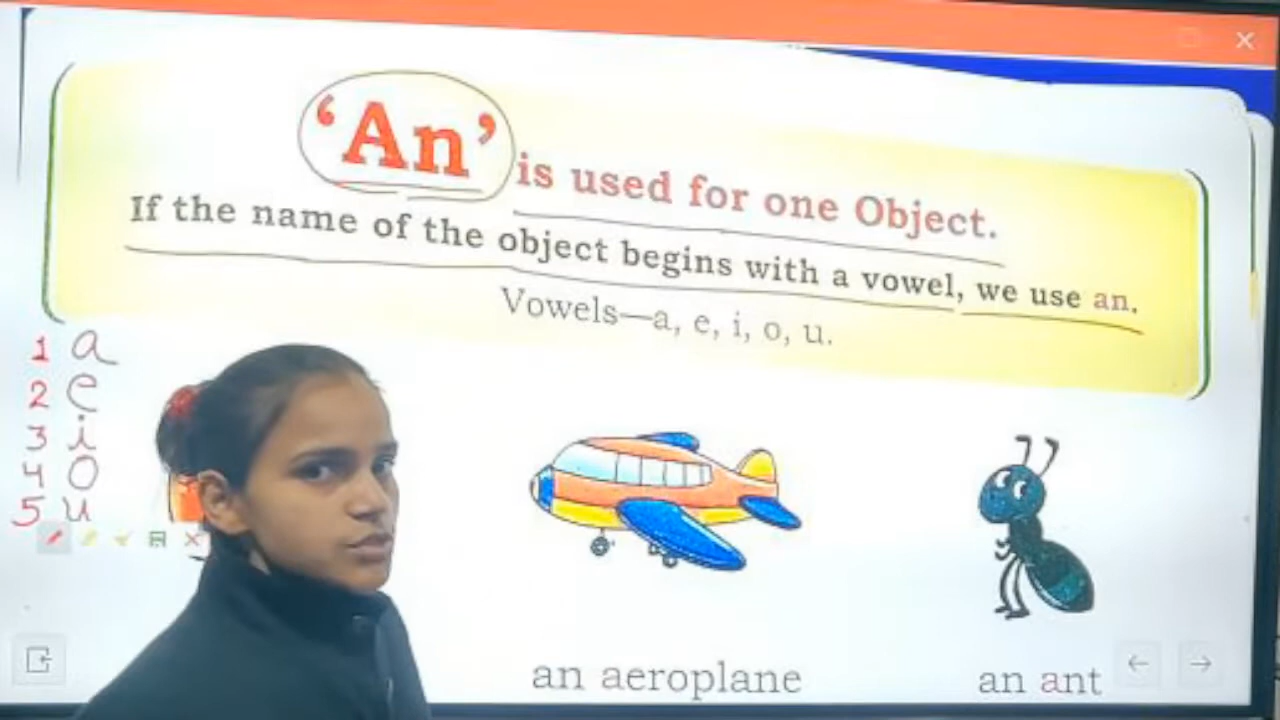 ‘An’ is used for one Object.
If the name of the object begins with a vowel, we use an.
Vowels—a, e, i, o, u.
1 a
2 e
3 i
4 o
5 u
an aeroplane
an ant